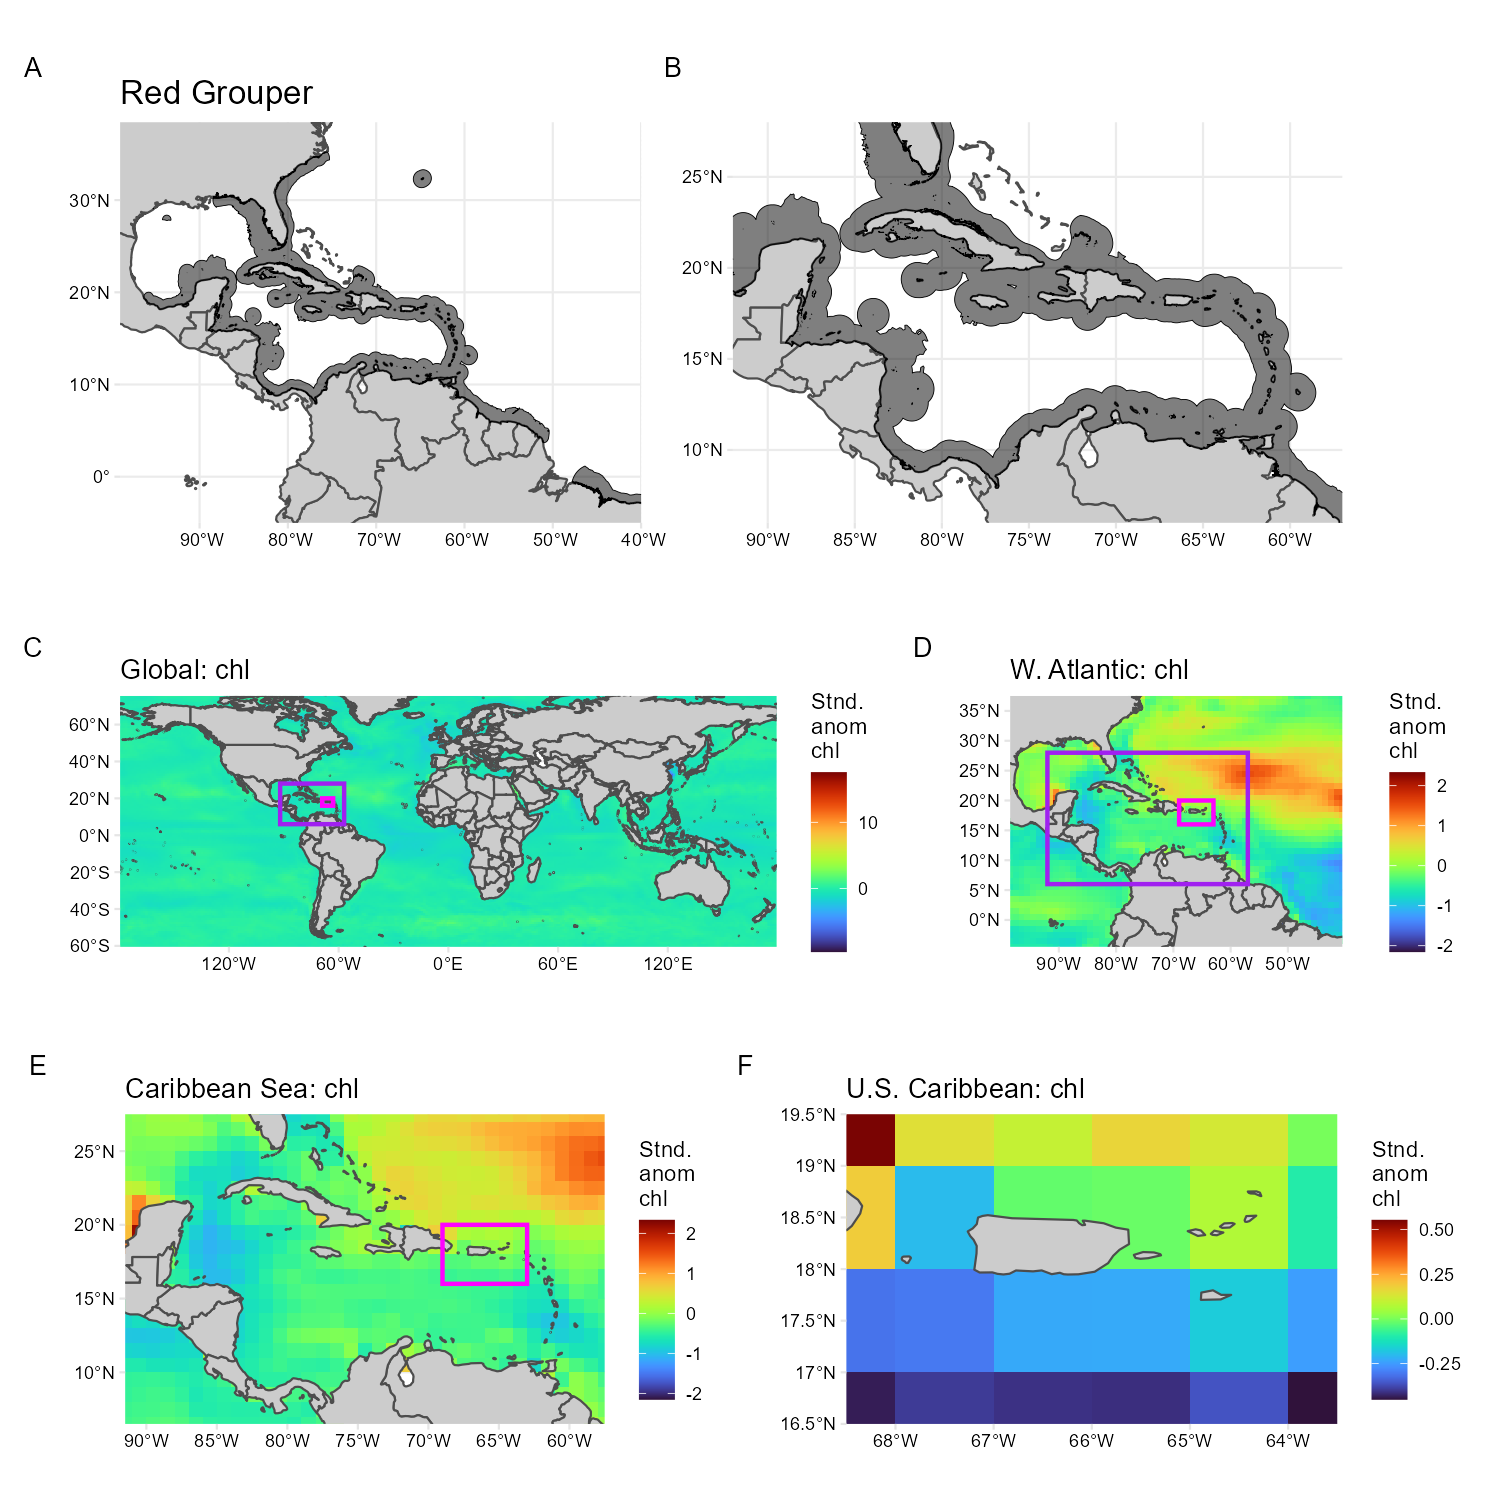 A
B
Red Grouper
30°N
20°N
10°N
0°
90°W 80°W 70°W 60°W 50°W 40°W
25°N
20°N
15°N
10°N
90°W 85°W 80°W 75°W 70°W 65°W 60°W
C
D
Global: chl
60°N
40°N
20°N
0°N
20°S
40°S
60°S
120°W 60°W 0°E 60°E 120°E
Stnd.
anom
chl
10
0
W. Atlantic: chl
35°N
30°N
25°N
20°N
15°N
10°N
5°N
0°N
90°W 80°W 70°W 60°W 50°W
Stnd.
anom
chl
2
1
0
-1
-2
E
F
Caribbean Sea: chl
25°N
20°N
15°N
10°N
90°W 85°W 80°W 75°W 70°W 65°W 60°W
Stnd.
anom
chl
2
1
0
-1
-2
U.S. Caribbean: chl
19.5°N
19°N
18.5°N
18°N
17.5°N
17°N
16.5°N
68°W 67°W 66°W 65°W 64°W
Stnd.
anom
chl
0.50
0.25
0.00
-0.25